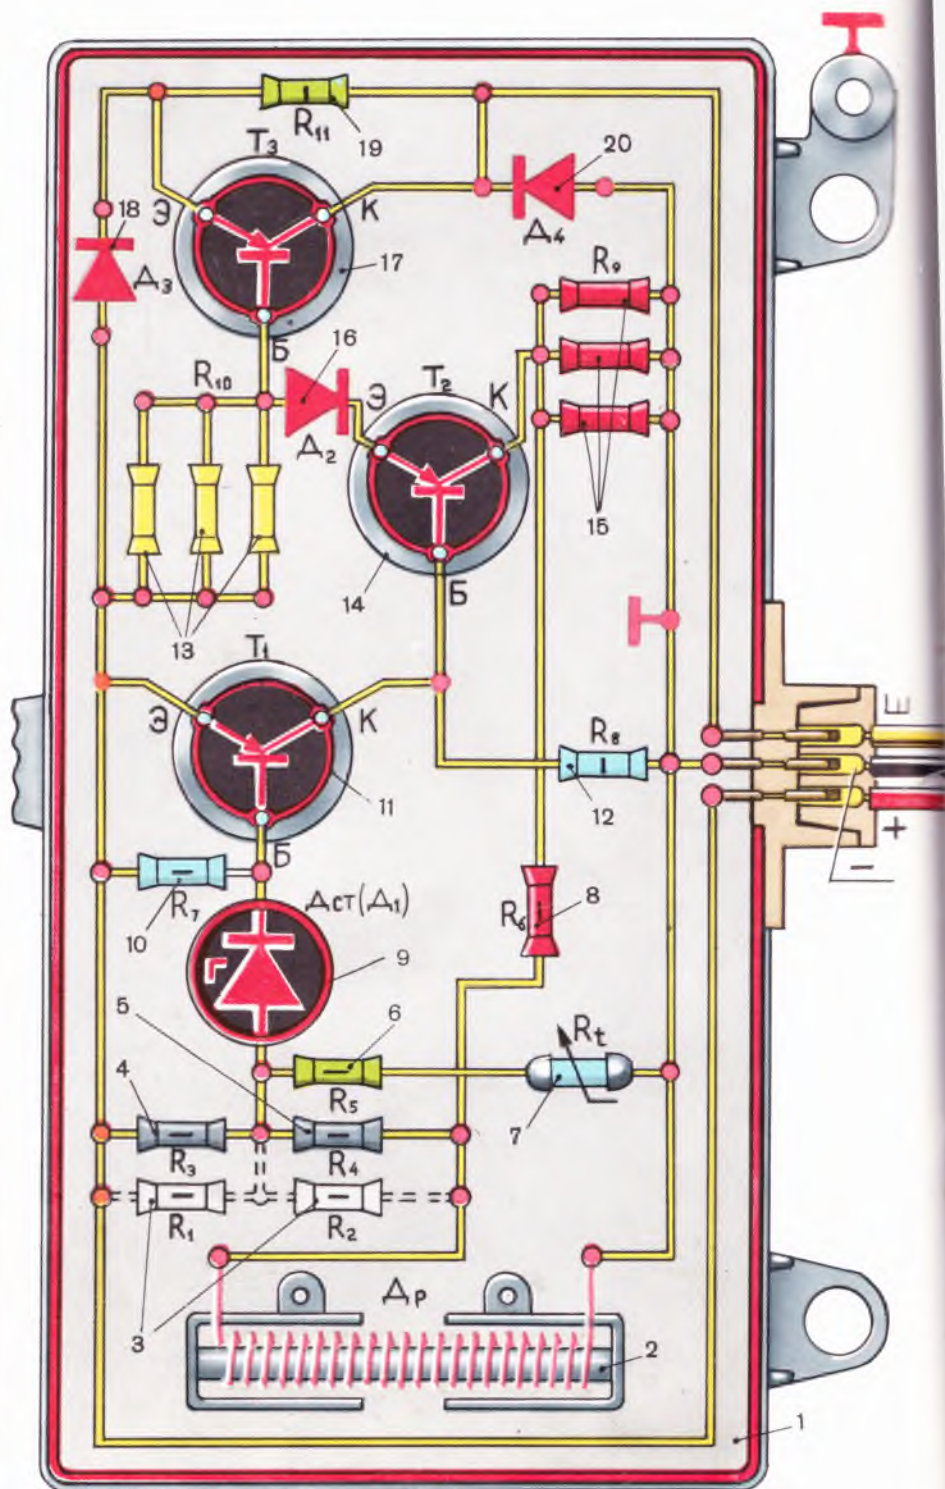 R₁₁
19
T₃
20
Э
К
18
Д₄
17
Д₃
R₉
Б
16
R₁₀
T₂
Э
К
Д₂
15
14
Б
13
T₁
Э
К
R₈
Ш
11
12
+
Б
10
R₇
Дст(Д₁)
R₆
8
9
5
6
Rt
4
R₅
7
R₃
R₄
R₁
R₂
Др
3
2
1